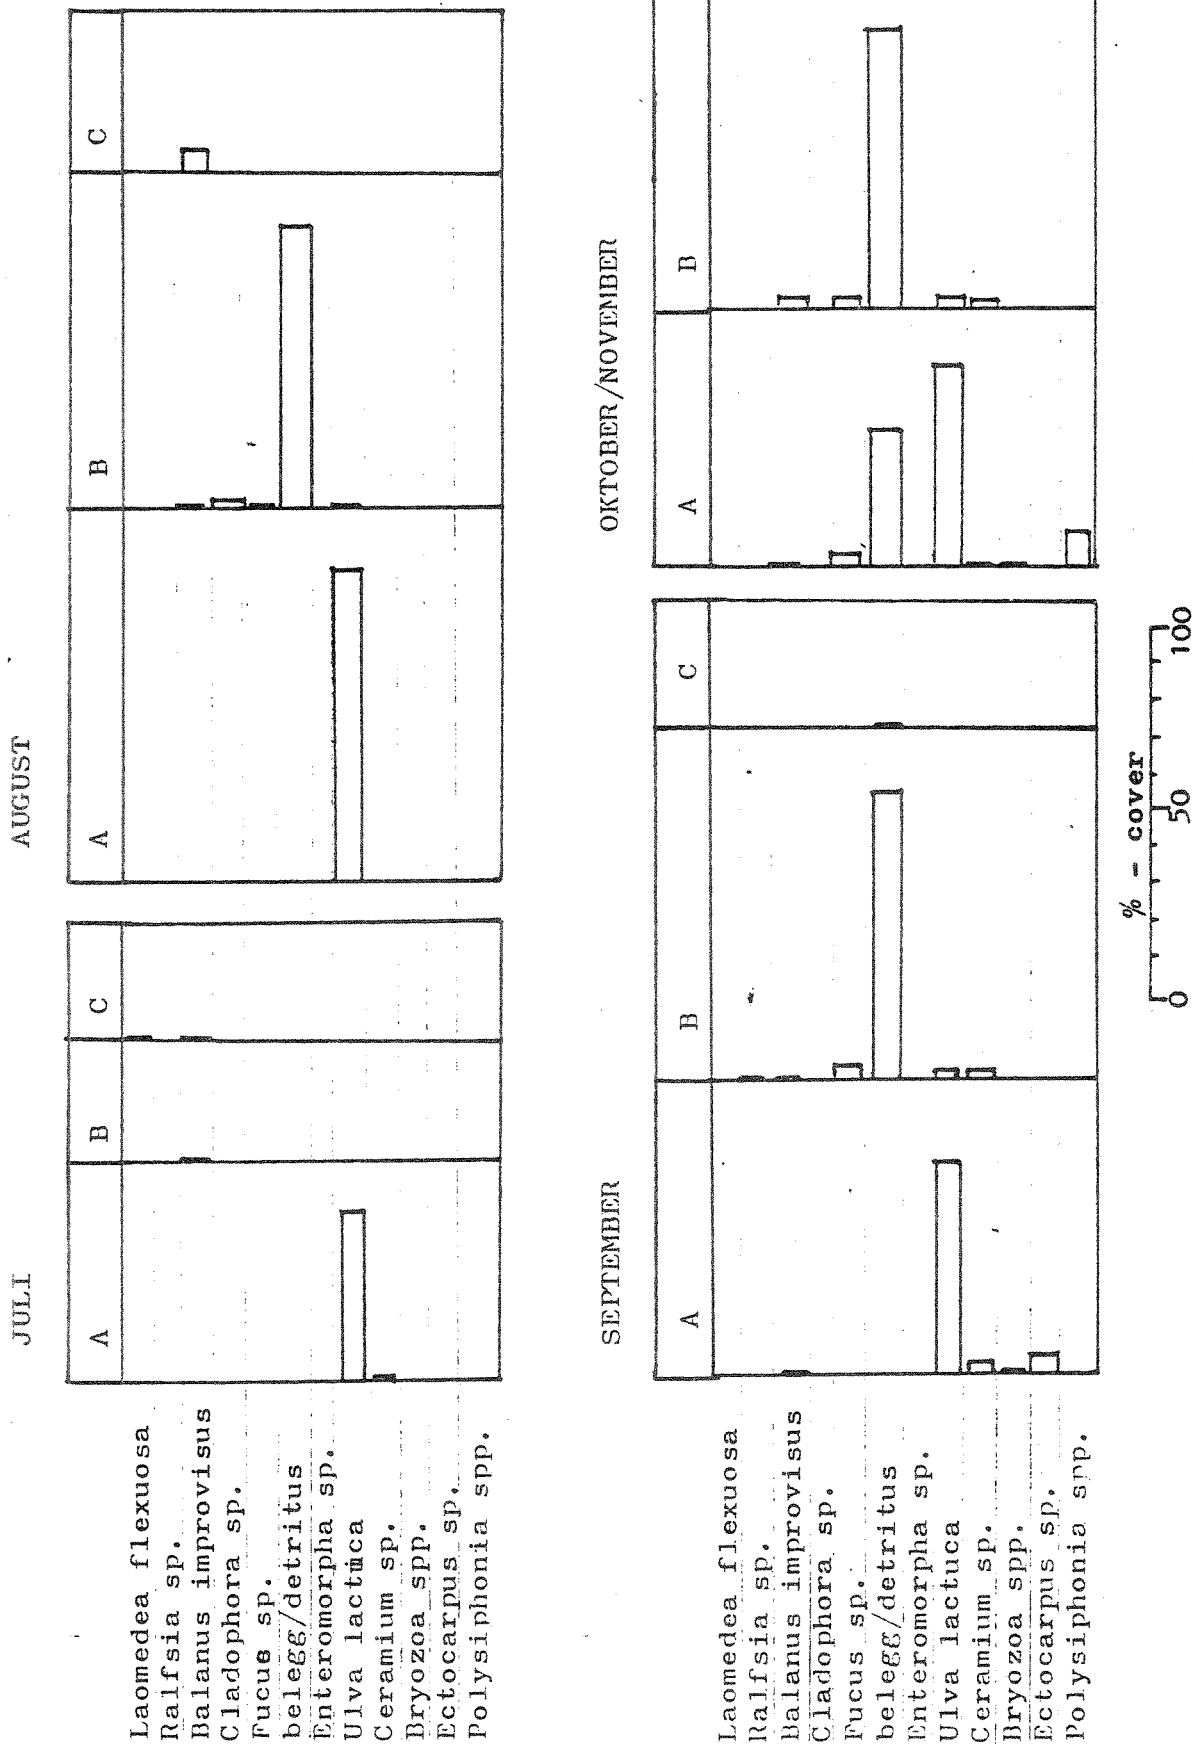 JULI
AUGUST
A
B
C
A
B
C
Laomedea flexuosa
Ralfsia sp.
Balanus improvisus
Cladophora sp.
Fucus sp.
belegg/detritus
Enteromorpha sp.
Ulva lactuca
Ceramium sp.
Bryozoa spp.
Ectocarpus sp.
Polysiphonia spp.
SEPTEMBER
OKTOBER/NOVEMBER
A
B
C
A
B
Laomedea flexuosa
Ralfsia sp.
Balanus improvisus
Cladophora sp.
Fucus sp.
belegg/detritus
Enteromorpha sp.
Ulva lactuca
Ceramium sp.
Bryozoa spp.
Ectocarpus sp.
Polysiphonia spp.
% - cover
0 50 100